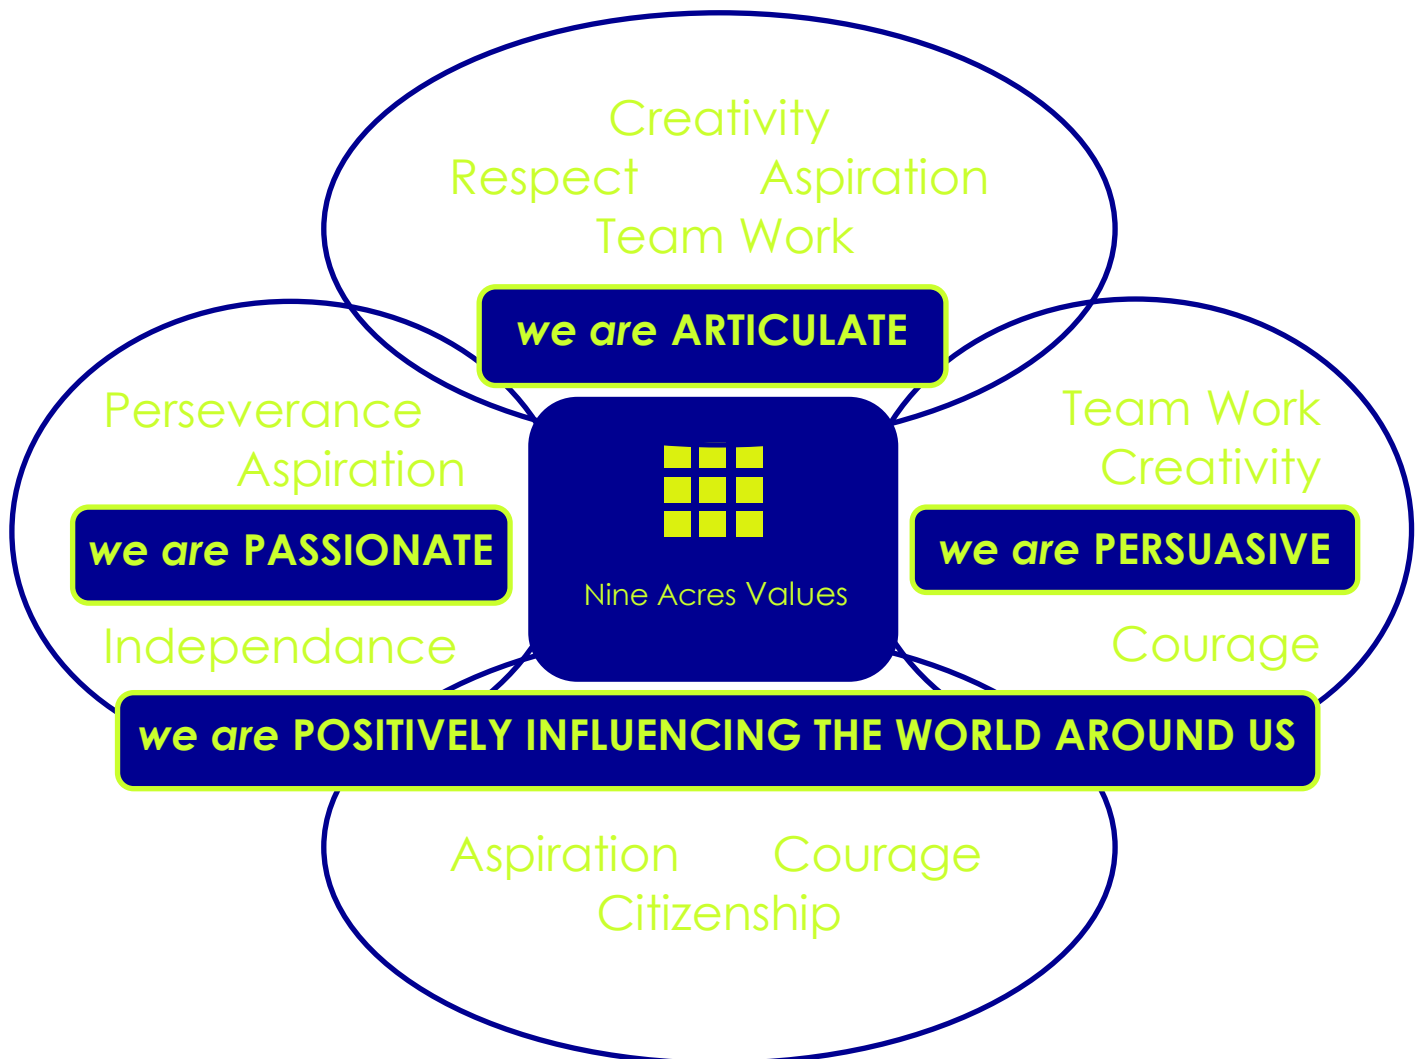 Creativity
Respect Aspiration
Team Work
we are ARTICULATE
Perseverance
Aspiration
we are PASSIONATE
Independance
Nine Acres Values
Team Work
Creativity
we are PERSUASIVE
Courage
we are POSITIVELY INFLUENCING THE WORLD AROUND US
Aspiration Courage
Citizenship